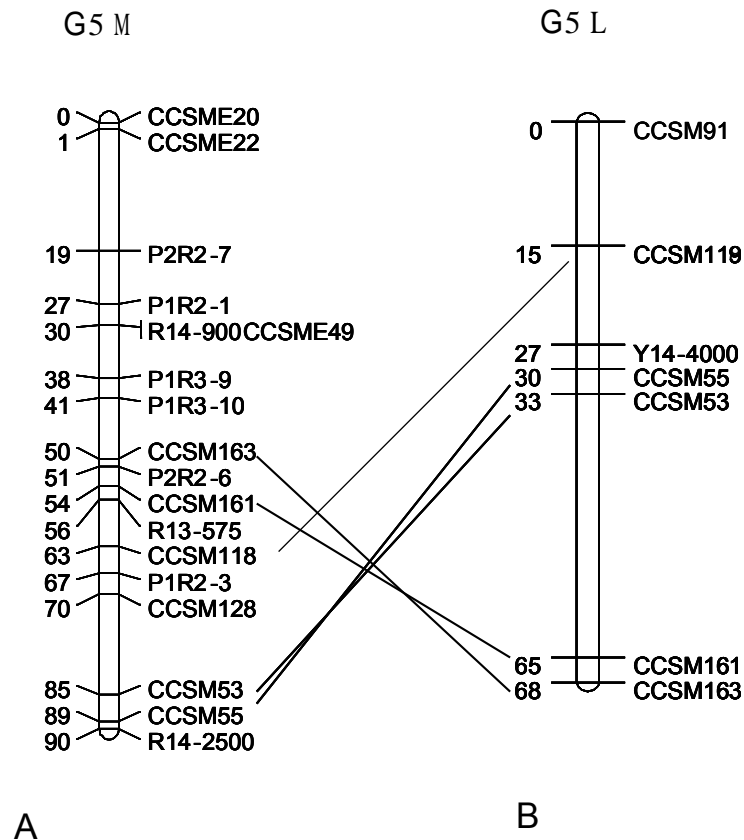 G5 M
0 CCSME20
1 CCSME22
19 P2R2-7
27 P1R2-1
30 R14-900CCSME49
38 P1R3-9
41 P1R3-10
50 CCSM163
51 P2R2-6
54 CCSM161
56 R13-575
63 CCSM118
67 P1R2-3
70 CCSM128
85 CCSM53
89 CCSM55
90 R14-2500
A
G5 L
0 CCSM91
15
27 Y14-4000
30 CCSM55
33 CCSM53
65 CCSM161
68 CCSM163
B